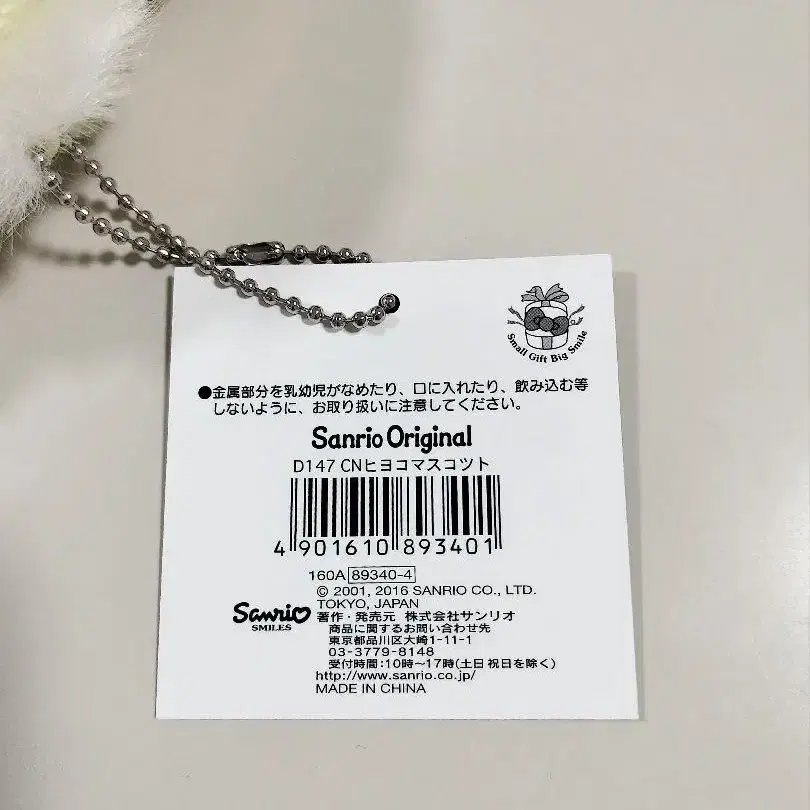 Small Gift Big Smile
●金属部分を乳幼児がなめたり、口に入れたり、飲み込む等
しないように、お取り扱いに注意してください。
Sanrio Original
D147 CNヒヨコマスコツト
4 901610 893401
160A 89340-4
© 2001, 2016 SANRIO CO., LTD.
TOKYO, JAPAN
Sanrio
SMILES
著作・発売元 株式会社サンリオ
商品に関するお問い合わせ先
東京都品川区大崎1-11-1
03-3779-8148
受付時間:10時〜17時(土日 祝日を除く)
http://www.sanrio.co.jp/
MADE IN CHINA